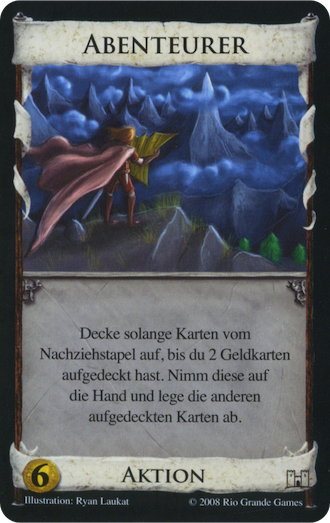 ABENTEURER
Decke solange Karten vom
Nachziehstapel auf, bis du 2 Geldkarten
aufgedeckt hast. Nimm diese auf
die Hand und lege die anderen
aufgedeckten Karten ab.
6
AKTION
Illustration: Ryan Laukat
© 2008 Rio Grande Games